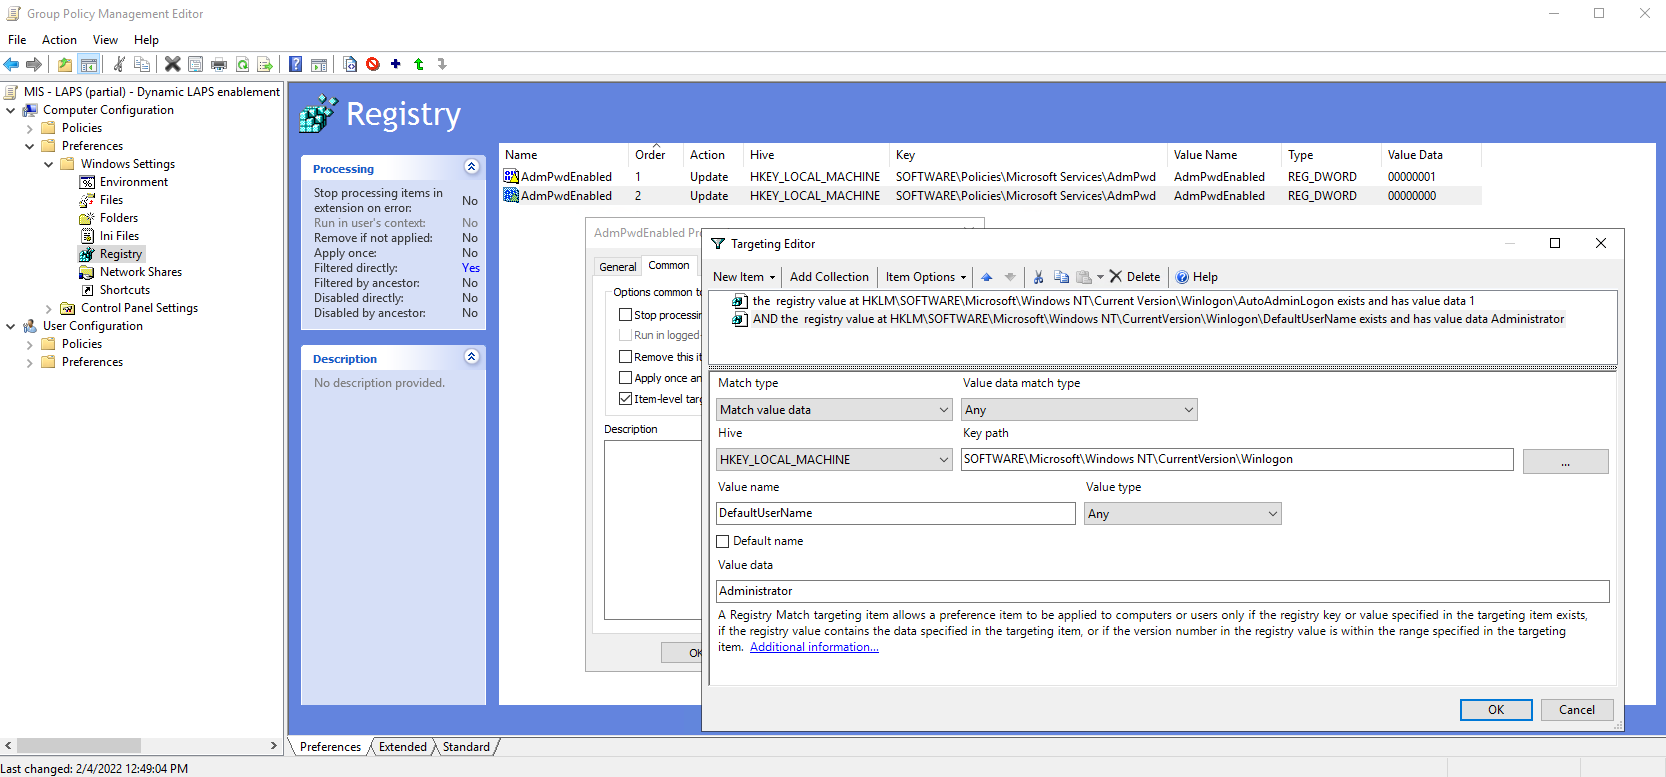 Group Policy Management Editor
File Action View Help
MIS - LAPS (partial) - Dynamic LAPS enablement
Computer Configuration
Policies
Preferences
Windows Settings
Environment
Files
Folders
Ini Files
Registry
Network Shares
Shortcuts
Control Panel Settings
User Configuration
Policies
Preferences
Registry
Processing
Stop processing items in
extension on error: No
Run in user's context: No
Remove if not applied: No
Apply once: No
Filtered directly: Yes
Filtered by ancestor: No
Disabled directly: No
Disabled by ancestor: No
Description
No description provided.
Name Order Action Hive Key Value Name Type Value Data
AdmPwdEnabled 1 Update HKEY_LOCAL_MACHINE SOFTWARE\Policies\Microsoft Services\AdmPwd AdmPwdEnabled REG_DWORD 00000001
AdmPwdEnabled 2 Update HKEY_LOCAL_MACHINE SOFTWARE\Policies\Microsoft Services\AdmPwd AdmPwdEnabled REG_DWORD 00000000
AdmPwdEnabled Pr
General Common
Options common t
Stop processin
Run in logged-
Remove this it
Apply once an
Item-level tar
Description
OK
Targeting Editor
New Item Add Collection Item Options Delete Help
the registry value at HKLM\SOFTWARE\Microsoft\Windows NT\Current Version\Winlogon\AutoAdminLogon exists and has value data 1
AND the registry value at HKLM\SOFTWARE\Microsoft\Windows NT\CurrentVersion\Winlogon\DefaultUserName exists and has value data Administrator
Match type Value data match type
Match value data Any
Hive Key path
HKEY_LOCAL_MACHINE SOFTWARE\Microsoft\Windows NT\CurrentVersion\Winlogon ...
Value name Value type
DefaultUserName Any
Default name
Value data
Administrator
A Registry Match targeting item allows a preference item to be applied to computers or users only if the registry key or value specified in the targeting item exists,
if the registry value contains the data specified in the targeting item, or if the version number in the registry value is within the range specified in the targeting
item. Additional information...
OK Cancel
Preferences Extended Standard
Last changed: 2/4/2022 12:49:04 PM